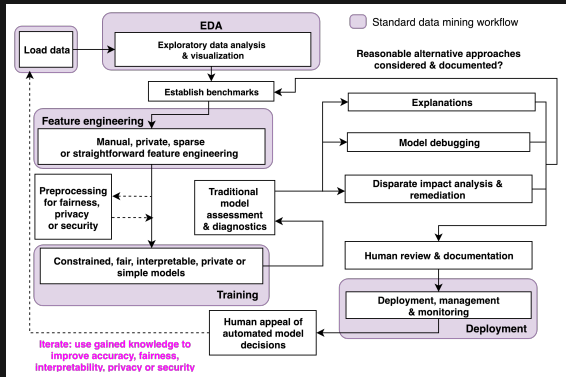 Standard data mining workflow
EDA
Load data
Exploratory data analysis
& visualization
Reasonable alternative approaches
considered & documented?
Establish benchmarks
Explanations
Feature engineering
Manual, private, sparse
or straightforward feature engineering
Model debugging
Preprocessing
for fairness,
privacy
or security
Traditional
model
assessment
& diagnostics
Disparate impact analysis &
remediation
Constrained, fair, interpretable, private or
simple models
Training
Human review & documentation
Deployment, management
& monitoring
Deployment
Human appeal of
automated model
decisions
Iterate: use gained knowledge to
improve accuracy, fairness,
interpretability, privacy or security